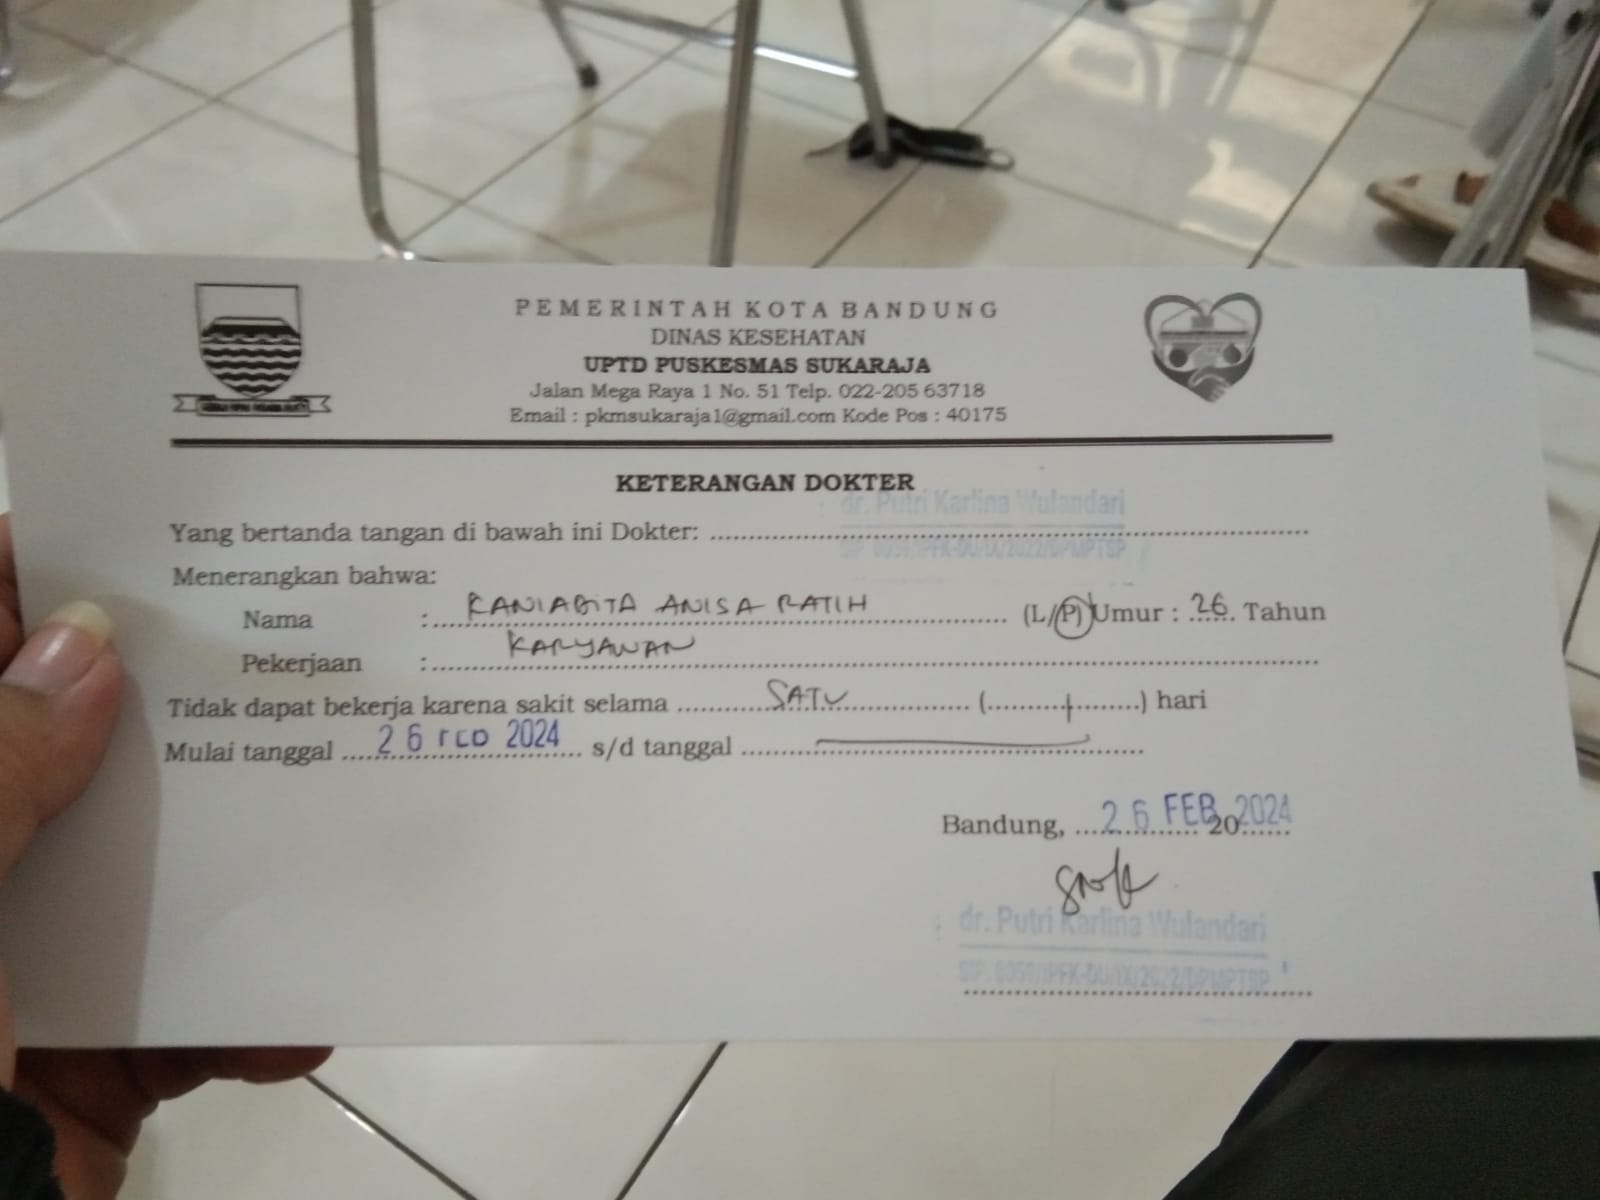 PEMERINTAH KOTA BANDUNG
DINAS KESEHATAN
UPTD PUSKESMAS SUKARAJA
Jalan Mega Raya 1 No. 51 Telp. 022-205 63718
Email : pkmsukaraja1@gmail.com Kode Pos : 40175
KETERANGAN DOKTER
dr. Putri Karlina Wulandari
Yang bertanda tangan di bawah ini Dokter: ........................
Menerangkan bahwa:
Nama : KANIADITA ANISA RATIH (L/P) Umur : 26 Tahun
Pekerjaan : KARYAWAN
Tidak dapat bekerja karena sakit selama SATU (....1....) hari
Mulai tanggal 26 FEB 2024 s/d tanggal ........................
Bandung, 26 FEB 20 2024
dr. Putri Karlina Wulandari